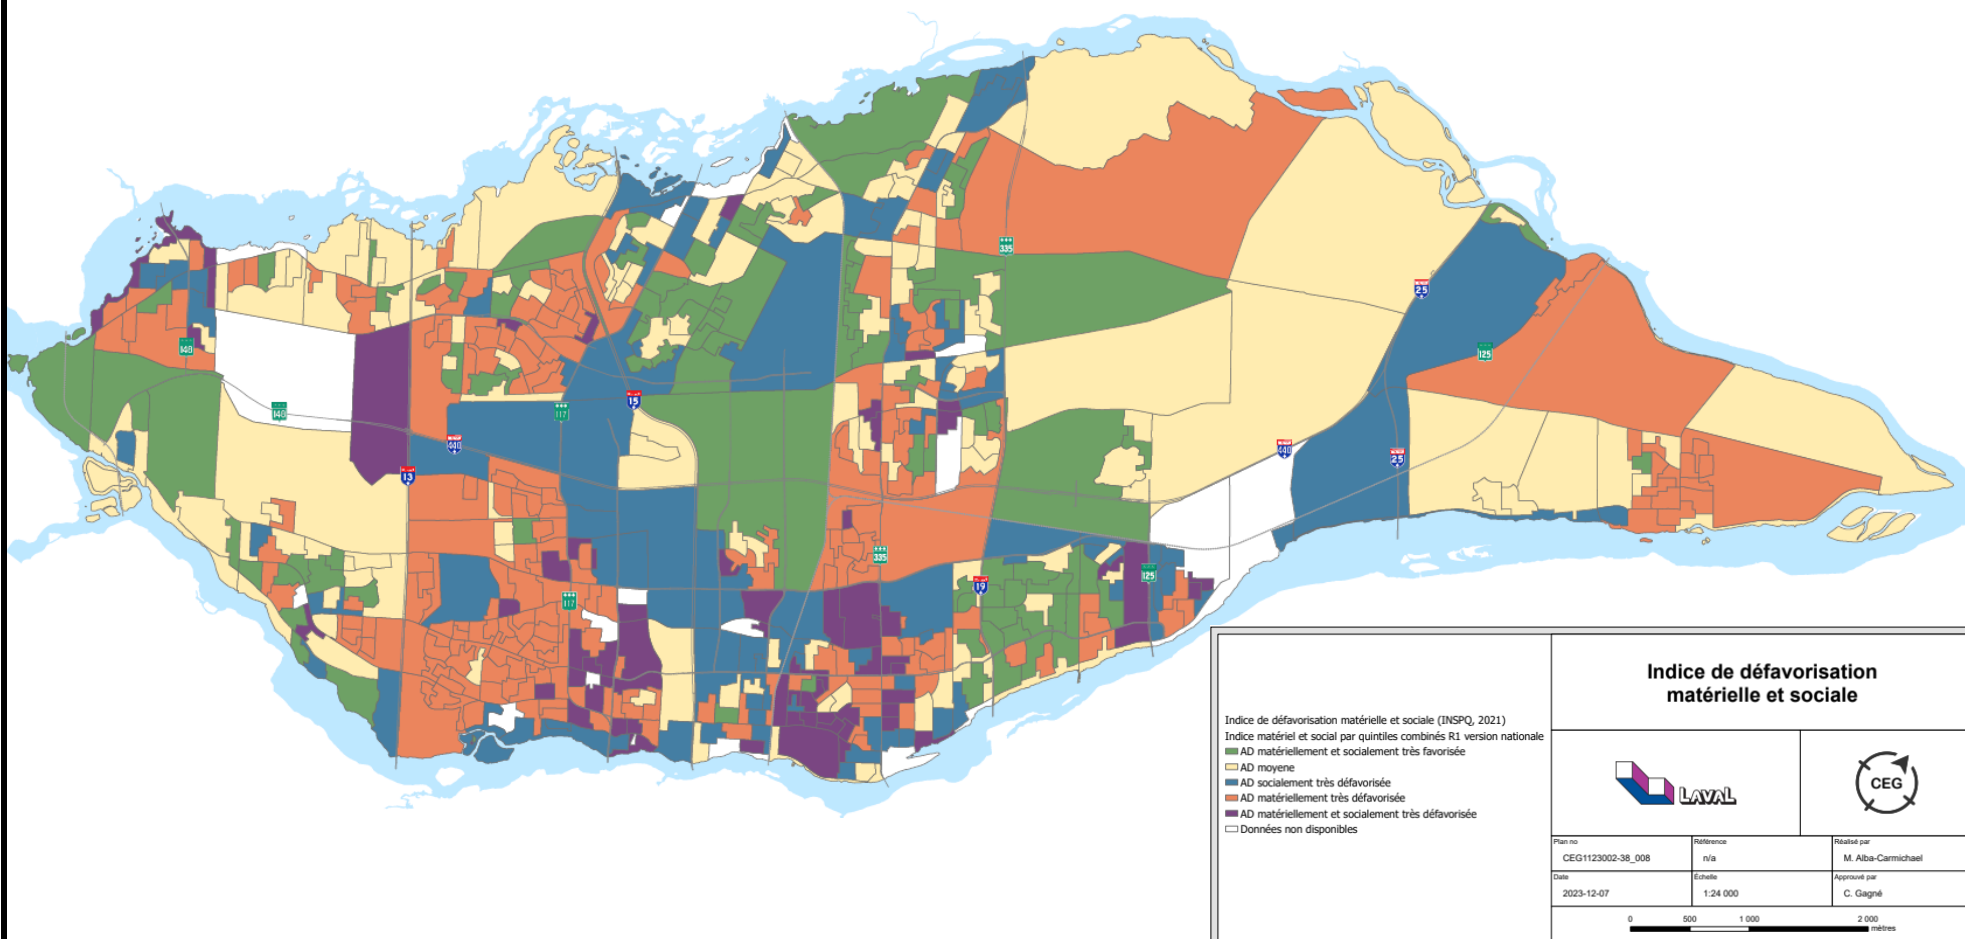 335
25
148
125
148
117
15
440
13
440
25
335
19
125
117
Indice de défavorisation
matérielle et sociale
Indice de défavorisation matérielle et sociale (INSPQ, 2021)
Indice matériel et social par quintiles combinés R1 version nationale
AD matériellement et socialement très favorisée
AD moyene
AD socialement très défavorisée
AD matériellement très défavorisée
AD matériellement et socialement très défavorisée
Données non disponibles
LAVAL
CEG
Plan no
CEG1123002-38_008
Référence
n/a
Réalisé par
M. Alba-Carmichael
Date
2023-12-07
Échelle
1:24 000
Approuvé par
C. Gagné
0 500 1 000 2 000
mètres